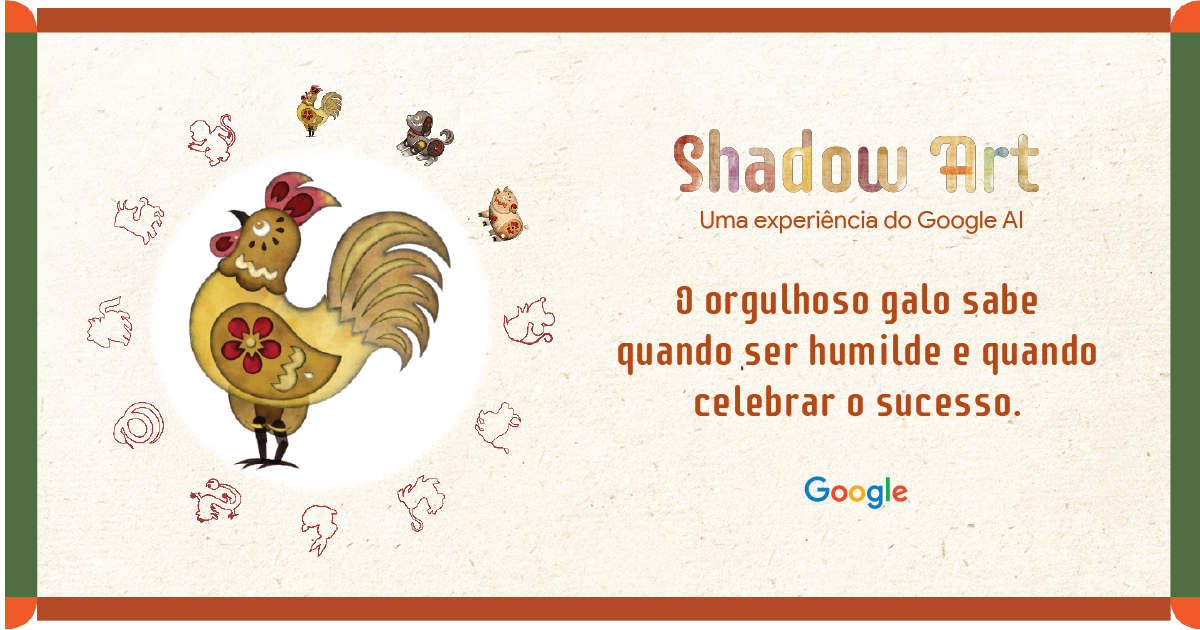 Shadow Art
Uma experiência do Google AI
O orgulhoso galo sabe
quando ser humilde e quando
celebrar o sucesso.
Google